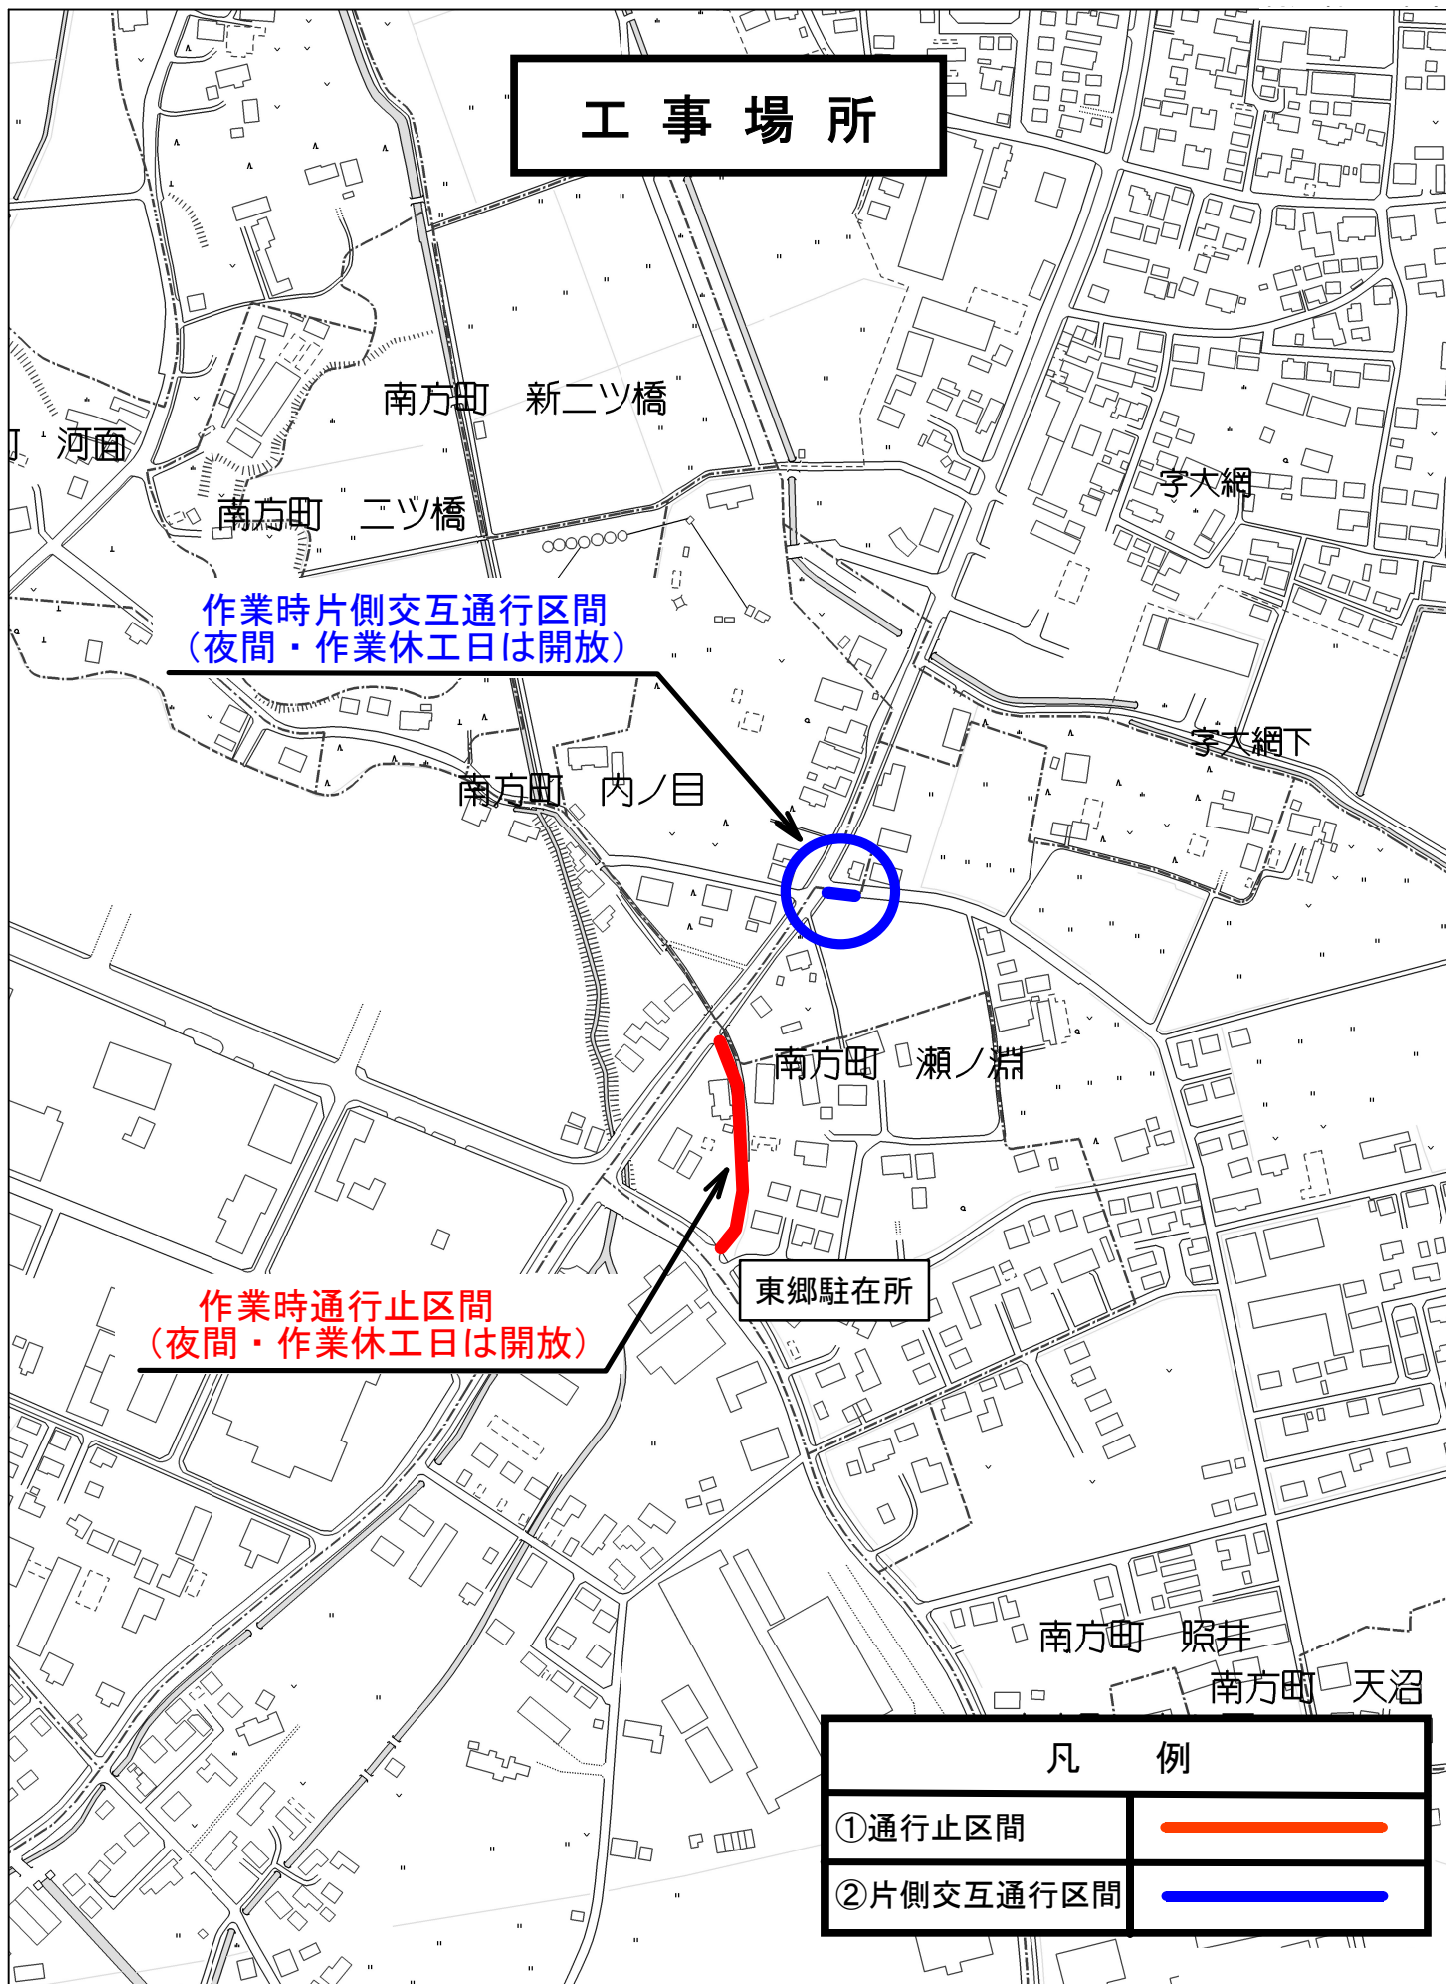 工事場所
南方町　新二ツ橋
河面
南方町　二ツ橋
字大網
作業時片側交互通行区間
（夜間・作業休工日は開放）
字大網下
南方町　内ノ目
南方町　瀬ノ淵
東郷駐在所
作業時通行止区間
（夜間・作業休工日は開放）
南方町　照井
南方町　天沼
凡　例
①通行止区間
②片側交互通行区間